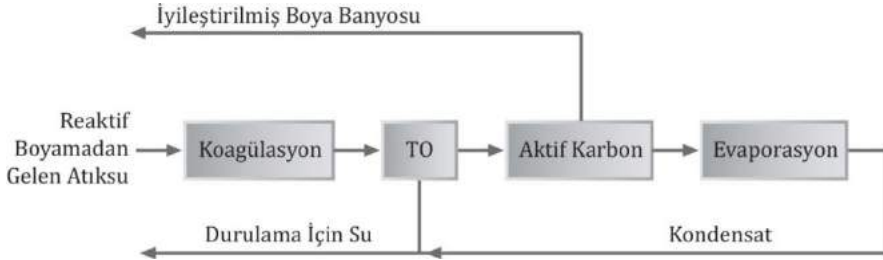 İyileştirilmiş Boya Banyosu
Reaktif
Boyamadan
Gelen Atıksu
Koagülasyon
TO
Aktif Karbon
Evaporasyon
Durulama İçin Su
Kondensat